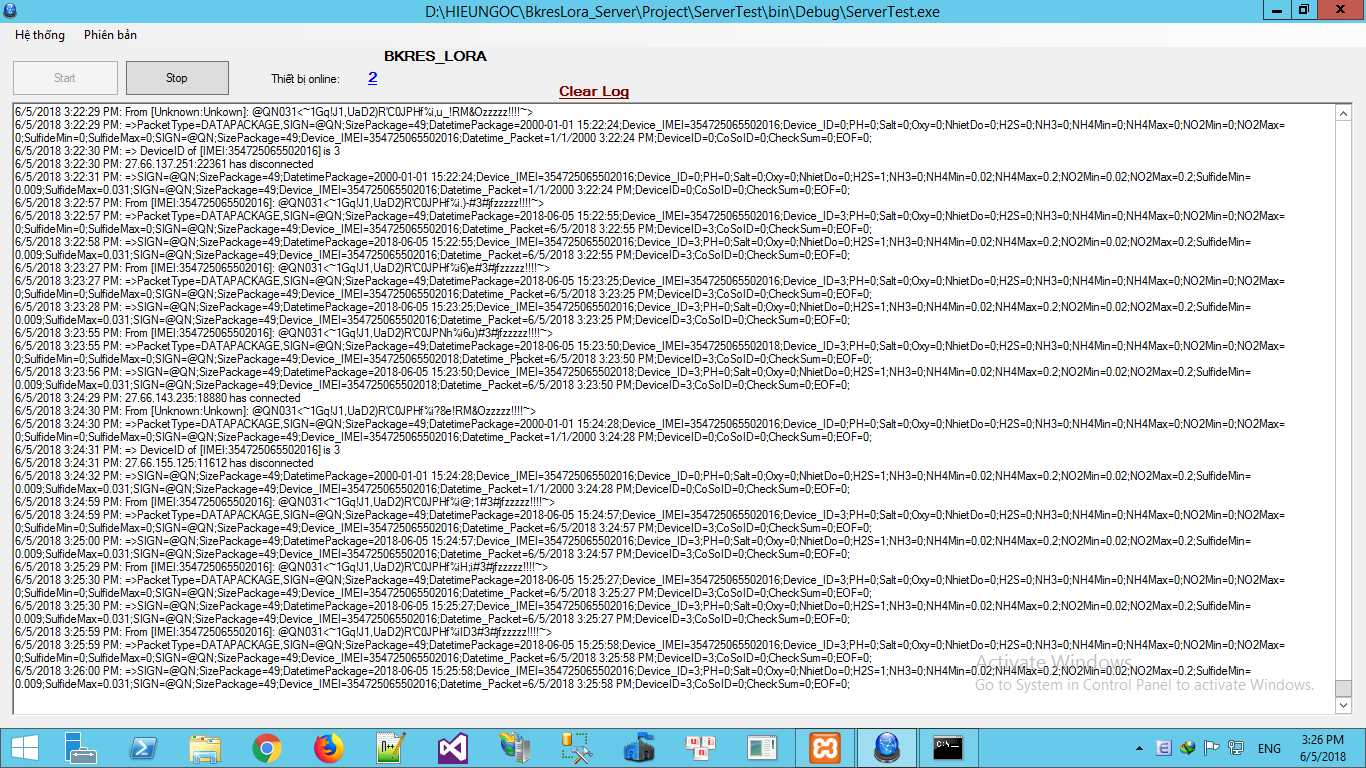 D:\HIEUNGOC\BkresLora_Server\Project\ServerTest\bin\Debug\ServerTest.exe
Hệ thống Phiên bản
BKRES_LORA
Start Stop Thiết bị online: 2
Clear Log
6/5/2018 3:22:29 PM: From [Unknown:Unkown]: @QN031<~1Gq!J1,UaD2)R'C0JPHf%i,u_!RM&Ozzzzz!!!!~>
6/5/2018 3:22:29 PM: =>PacketType=DATAPACKAGE,SIGN=@QN;SizePackage=49;DatetimePackage=2000-01-01 15:22:24;Device_IMEI=354725065502016;Device_ID=0;PH=0;Salt=0;Oxy=0;NhietDo=0;H2S=0;NH3=0;NH4Min=0;NH4Max=0;NO2Min=0;NO2Max=
0;SulfideMin=0;SulfideMax=0;SIGN=@QN;SizePackage=49;Device_IMEI=354725065502016;Datetime_Packet=1/1/2000 3:22:24 PM;DeviceID=0;CoSoID=0;CheckSum=0;EOF=0;
6/5/2018 3:22:30 PM: => DeviceID of [IMEI:354725065502016] is 3
6/5/2018 3:22:30 PM: 27.66.137.251:22361 has disconnected
6/5/2018 3:22:31 PM: =>SIGN=@QN;SizePackage=49;DatetimePackage=2000-01-01 15:22:24;Device_IMEI=354725065502016;Device_ID=0;PH=0;Salt=0;Oxy=0;NhietDo=0;H2S=1;NH3=0;NH4Min=0.02;NH4Max=0.2;NO2Min=0.02;NO2Max=0.2;SulfideMin=
0.009;SulfideMax=0.031;SIGN=@QN;SizePackage=49;Device_IMEI=354725065502016;Datetime_Packet=1/1/2000 3:22:24 PM;DeviceID=0;CoSoID=0;CheckSum=0;EOF=0;
6/5/2018 3:22:57 PM: From [IMEI:354725065502016]: @QN031<~1Gq!J1,UaD2)R'C0JPHf%i.)-#3#jfzzzzz!!!!~>
6/5/2018 3:22:57 PM: =>PacketType=DATAPACKAGE,SIGN=@QN;SizePackage=49;DatetimePackage=2018-06-05 15:22:55;Device_IMEI=354725065502016;Device_ID=3;PH=0;Salt=0;Oxy=0;NhietDo=0;H2S=0;NH3=0;NH4Min=0;NH4Max=0;NO2Min=0;NO2Max=
0;SulfideMin=0;SulfideMax=0;SIGN=@QN;SizePackage=49;Device_IMEI=354725065502016;Datetime_Packet=6/5/2018 3:22:55 PM;DeviceID=3;CoSoID=0;CheckSum=0;EOF=0;
6/5/2018 3:22:58 PM: =>SIGN=@QN;SizePackage=49;DatetimePackage=2018-06-05 15:22:55;Device_IMEI=354725065502016;Device_ID=3;PH=0;Salt=0;Oxy=0;NhietDo=0;H2S=1;NH3=0;NH4Min=0.02;NH4Max=0.2;NO2Min=0.02;NO2Max=0.2;SulfideMin=
0.009;SulfideMax=0.031;SIGN=@QN;SizePackage=49;Device_IMEI=354725065502016;Datetime_Packet=6/5/2018 3:22:55 PM;DeviceID=3;CoSoID=0;CheckSum=0;EOF=0;
6/5/2018 3:23:27 PM: From [IMEI:354725065502016]: @QN031<~1Gq!J1,UaD2)R'C0JPHf%i6)e#3#jfzzzzz!!!!~>
6/5/2018 3:23:27 PM: =>PacketType=DATAPACKAGE,SIGN=@QN;SizePackage=49;DatetimePackage=2018-06-05 15:23:25;Device_IMEI=354725065502016;Device_ID=3;PH=0;Salt=0;Oxy=0;NhietDo=0;H2S=0;NH3=0;NH4Min=0;NH4Max=0;NO2Min=0;NO2Max=
0;SulfideMin=0;SulfideMax=0;SIGN=@QN;SizePackage=49;Device_IMEI=354725065502016;Datetime_Packet=6/5/2018 3:23:25 PM;DeviceID=3;CoSoID=0;CheckSum=0;EOF=0;
6/5/2018 3:23:28 PM: =>SIGN=@QN;SizePackage=49;DatetimePackage=2018-06-05 15:23:25;Device_IMEI=354725065502016;Device_ID=3;PH=0;Salt=0;Oxy=0;NhietDo=0;H2S=1;NH3=0;NH4Min=0.02;NH4Max=0.2;NO2Min=0.02;NO2Max=0.2;SulfideMin=
0.009;SulfideMax=0.031;SIGN=@QN;SizePackage=49;Device_IMEI=354725065502016;Datetime_Packet=6/5/2018 3:23:25 PM;DeviceID=3;CoSoID=0;CheckSum=0;EOF=0;
6/5/2018 3:23:55 PM: From [IMEI:354725065502016]: @QN031<~1Gq!J1,UaD2)R'C0JPNh%i6u)#3#jfzzzzz!!!!~>
6/5/2018 3:23:55 PM: =>PacketType=DATAPACKAGE,SIGN=@QN;SizePackage=49;DatetimePackage=2018-06-05 15:23:50;Device_IMEI=354725065502018;Device_ID=3;PH=0;Salt=0;Oxy=0;NhietDo=0;H2S=0;NH3=0;NH4Min=0;NH4Max=0;NO2Min=0;NO2Max=
0;SulfideMin=0;SulfideMax=0;SIGN=@QN;SizePackage=49;Device_IMEI=354725065502018;Datetime_Packet=6/5/2018 3:23:50 PM;DeviceID=3;CoSoID=0;CheckSum=0;EOF=0;
6/5/2018 3:23:56 PM: =>SIGN=@QN;SizePackage=49;DatetimePackage=2018-06-05 15:23:50;Device_IMEI=354725065502018;Device_ID=3;PH=0;Salt=0;Oxy=0;NhietDo=0;H2S=1;NH3=0;NH4Min=0.02;NH4Max=0.2;NO2Min=0.02;NO2Max=0.2;SulfideMin=
0.009;SulfideMax=0.031;SIGN=@QN;SizePackage=49;Device_IMEI=354725065502018;Datetime_Packet=6/5/2018 3:23:50 PM;DeviceID=3;CoSoID=0;CheckSum=0;EOF=0;
6/5/2018 3:24:29 PM: 27.66.143.235:18880 has connected
6/5/2018 3:24:30 PM: From [Unknown:Unkown]: @QN031<~1Gq!J1,UaD2)R'C0JPHf%i?8e!RM&Ozzzzz!!!!~>
6/5/2018 3:24:30 PM: =>PacketType=DATAPACKAGE,SIGN=@QN;SizePackage=49;DatetimePackage=2000-01-01 15:24:28;Device_IMEI=354725065502016;Device_ID=0;PH=0;Salt=0;Oxy=0;NhietDo=0;H2S=0;NH3=0;NH4Min=0;NH4Max=0;NO2Min=0;NO2Max=
0;SulfideMin=0;SulfideMax=0;SIGN=@QN;SizePackage=49;Device_IMEI=354725065502016;Datetime_Packet=1/1/2000 3:24:28 PM;DeviceID=0;CoSoID=0;CheckSum=0;EOF=0;
6/5/2018 3:24:31 PM: => DeviceID of [IMEI:354725065502016] is 3
6/5/2018 3:24:31 PM: 27.66.155.125:11612 has disconnected
6/5/2018 3:24:32 PM: =>SIGN=@QN;SizePackage=49;DatetimePackage=2000-01-01 15:24:28;Device_IMEI=354725065502016;Device_ID=0;PH=0;Salt=0;Oxy=0;NhietDo=0;H2S=1;NH3=0;NH4Min=0.02;NH4Max=0.2;NO2Min=0.02;NO2Max=0.2;SulfideMin=
0.009;SulfideMax=0.031;SIGN=@QN;SizePackage=49;Device_IMEI=354725065502016;Datetime_Packet=1/1/2000 3:24:28 PM;DeviceID=0;CoSoID=0;CheckSum=0;EOF=0;
6/5/2018 3:24:59 PM: From [IMEI:354725065502016]: @QN031<~1Gq!J1,UaD2)R'C0JPHf%i@;1#3#jfzzzzz!!!!~>
6/5/2018 3:24:59 PM: =>PacketType=DATAPACKAGE,SIGN=@QN;SizePackage=49;DatetimePackage=2018-06-05 15:24:57;Device_IMEI=354725065502016;Device_ID=3;PH=0;Salt=0;Oxy=0;NhietDo=0;H2S=0;NH3=0;NH4Min=0;NH4Max=0;NO2Min=0;NO2Max=
0;SulfideMin=0;SulfideMax=0;SIGN=@QN;SizePackage=49;Device_IMEI=354725065502016;Datetime_Packet=6/5/2018 3:24:57 PM;DeviceID=3;CoSoID=0;CheckSum=0;EOF=0;
6/5/2018 3:25:00 PM: =>SIGN=@QN;SizePackage=49;DatetimePackage=2018-06-05 15:24:57;Device_IMEI=354725065502016;Device_ID=3;PH=0;Salt=0;Oxy=0;NhietDo=0;H2S=1;NH3=0;NH4Min=0.02;NH4Max=0.2;NO2Min=0.02;NO2Max=0.2;SulfideMin=
0.009;SulfideMax=0.031;SIGN=@QN;SizePackage=49;Device_IMEI=354725065502016;Datetime_Packet=6/5/2018 3:24:57 PM;DeviceID=3;CoSoID=0;CheckSum=0;EOF=0;
6/5/2018 3:25:29 PM: From [IMEI:354725065502016]: @QN031<~1Gq!J1,UaD2)R'C0JPHf%iH;i#3#jfzzzzz!!!!~>
6/5/2018 3:25:30 PM: =>PacketType=DATAPACKAGE,SIGN=@QN;SizePackage=49;DatetimePackage=2018-06-05 15:25:27;Device_IMEI=354725065502016;Device_ID=3;PH=0;Salt=0;Oxy=0;NhietDo=0;H2S=0;NH3=0;NH4Min=0;NH4Max=0;NO2Min=0;NO2Max=
0;SulfideMin=0;SulfideMax=0;SIGN=@QN;SizePackage=49;Device_IMEI=354725065502016;Datetime_Packet=6/5/2018 3:25:27 PM;DeviceID=3;CoSoID=0;CheckSum=0;EOF=0;
6/5/2018 3:25:30 PM: =>SIGN=@QN;SizePackage=49;DatetimePackage=2018-06-05 15:25:27;Device_IMEI=354725065502016;Device_ID=3;PH=0;Salt=0;Oxy=0;NhietDo=0;H2S=1;NH3=0;NH4Min=0.02;NH4Max=0.2;NO2Min=0.02;NO2Max=0.2;SulfideMin=
0.009;SulfideMax=0.031;SIGN=@QN;SizePackage=49;Device_IMEI=354725065502016;Datetime_Packet=6/5/2018 3:25:27 PM;DeviceID=3;CoSoID=0;CheckSum=0;EOF=0;
6/5/2018 3:25:59 PM: From [IMEI:354725065502016]: @QN031<~1Gq!J1,UaD2)R'C0JPHf%iID3#3#jfzzzzz!!!!~>
6/5/2018 3:25:59 PM: =>PacketType=DATAPACKAGE,SIGN=@QN;SizePackage=49;DatetimePackage=2018-06-05 15:25:58;Device_IMEI=354725065502016;Device_ID=3;PH=0;Salt=0;Oxy=0;NhietDo=0;H2S=0;NH3=0;NH4Min=0;NH4Max=0;NO2Min=0;NO2Max=
0;SulfideMin=0;SulfideMax=0;SIGN=@QN;SizePackage=49;Device_IMEI=354725065502016;Datetime_Packet=6/5/2018 3:25:58 PM;DeviceID=3;CoSoID=0;CheckSum=0;EOF=0;
6/5/2018 3:26:00 PM: =>SIGN=@QN;SizePackage=49;DatetimePackage=2018-06-05 15:25:58;Device_IMEI=354725065502016;Device_ID=3;PH=0;Salt=0;Oxy=0;NhietDo=0;H2S=1;NH3=0;NH4Min=0.02;NH4Max=0.2;NO2Min=0.02;NO2Max=0.2;SulfideMin=
0.009;SulfideMax=0.031;SIGN=@QN;SizePackage=49;Device_IMEI=354725065502016;Datetime_Packet=6/5/2018 3:25:58 PM;DeviceID=3;CoSoID=0;CheckSum=0;EOF=0;
Activate Windows
Go to System in Control Panel to activate Windows.
ENG
3:26 PM
6/5/2018